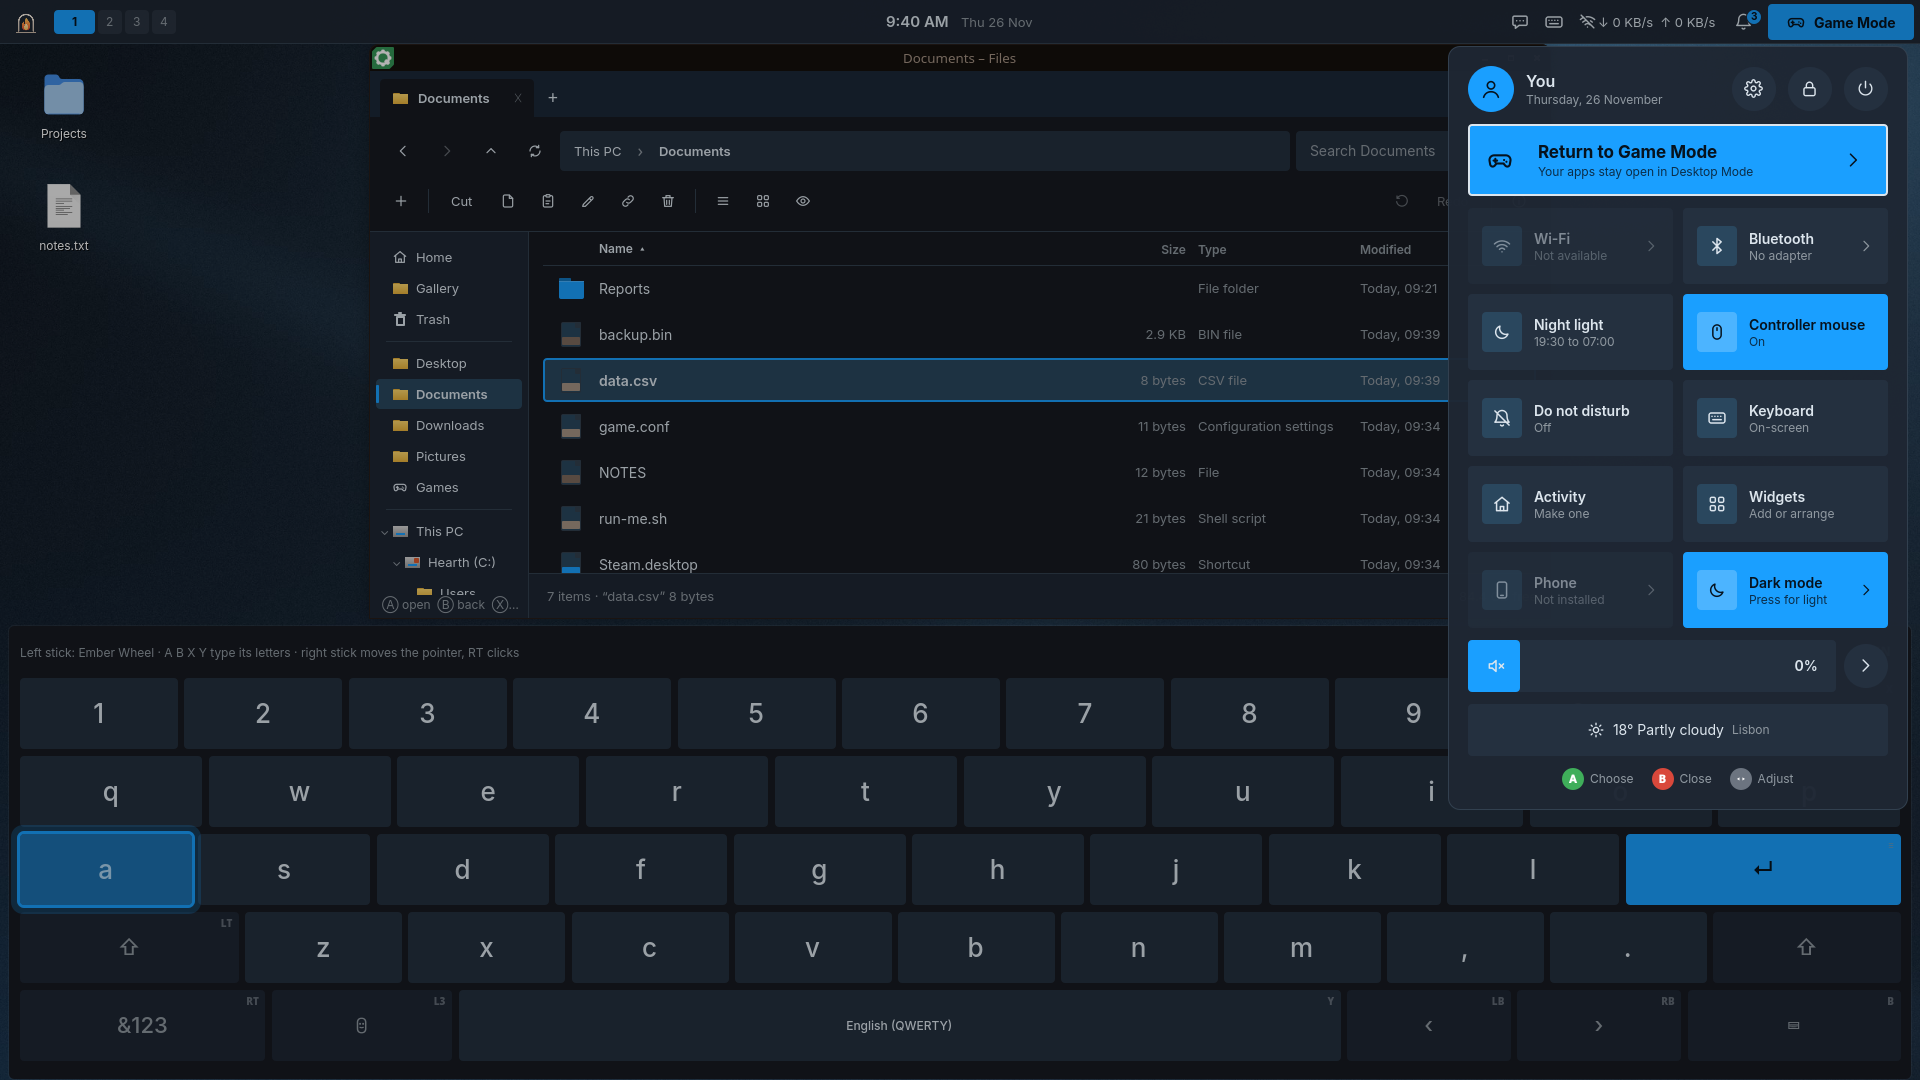 1 2 3 4
9:40 AM Thu 26 Nov
↓ 0 KB/s ↑ 0 KB/s
3
Game Mode
Projects
notes.txt
Documents – Files
Documents X +
This PC › Documents
Search Documents
Cut
Home
Gallery
Trash
Desktop
Documents
Downloads
Pictures
Games
This PC
Hearth (C:)
Users
A open B back X...
Name Size Type Modified
Reports File folder Today, 09:21
backup.bin 2.9 KB BIN file Today, 09:39
data.csv 8 bytes CSV file Today, 09:39
game.conf 11 bytes Configuration settings Today, 09:34
NOTES 12 bytes File Today, 09:34
run-me.sh 21 bytes Shell script Today, 09:34
Steam.desktop 80 bytes Shortcut Today, 09:34
7 items · “data.csv” 8 bytes
You
Thursday, 26 November
Return to Game Mode
Your apps stay open in Desktop Mode
Wi-Fi
Not available
Bluetooth
No adapter
Night light
19:30 to 07:00
Controller mouse
On
Do not disturb
Off
Keyboard
On-screen
Activity
Make one
Widgets
Add or arrange
Phone
Not installed
Dark mode
Press for light
0%
18° Partly cloudy Lisbon
A Choose B Close Adjust
Left stick: Ember Wheel · A B X Y type its letters · right stick moves the pointer, RT clicks
1 2 3 4 5 6 7 8 9
q w e r t y u i o p
a s d f g h j k l
LT z x c v b n m , .
&123 RT L3 English (QWERTY) Y ‹ LB › RB B